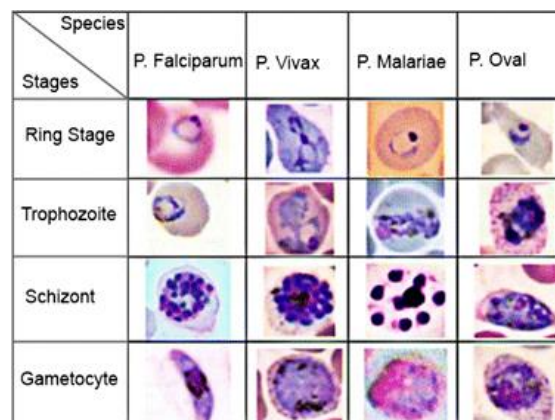 Species
Stages
P. Falciparum
P. Vivax
P. Malariae
P. Oval
Ring Stage
Trophozoite
Schizont
Gametocyte